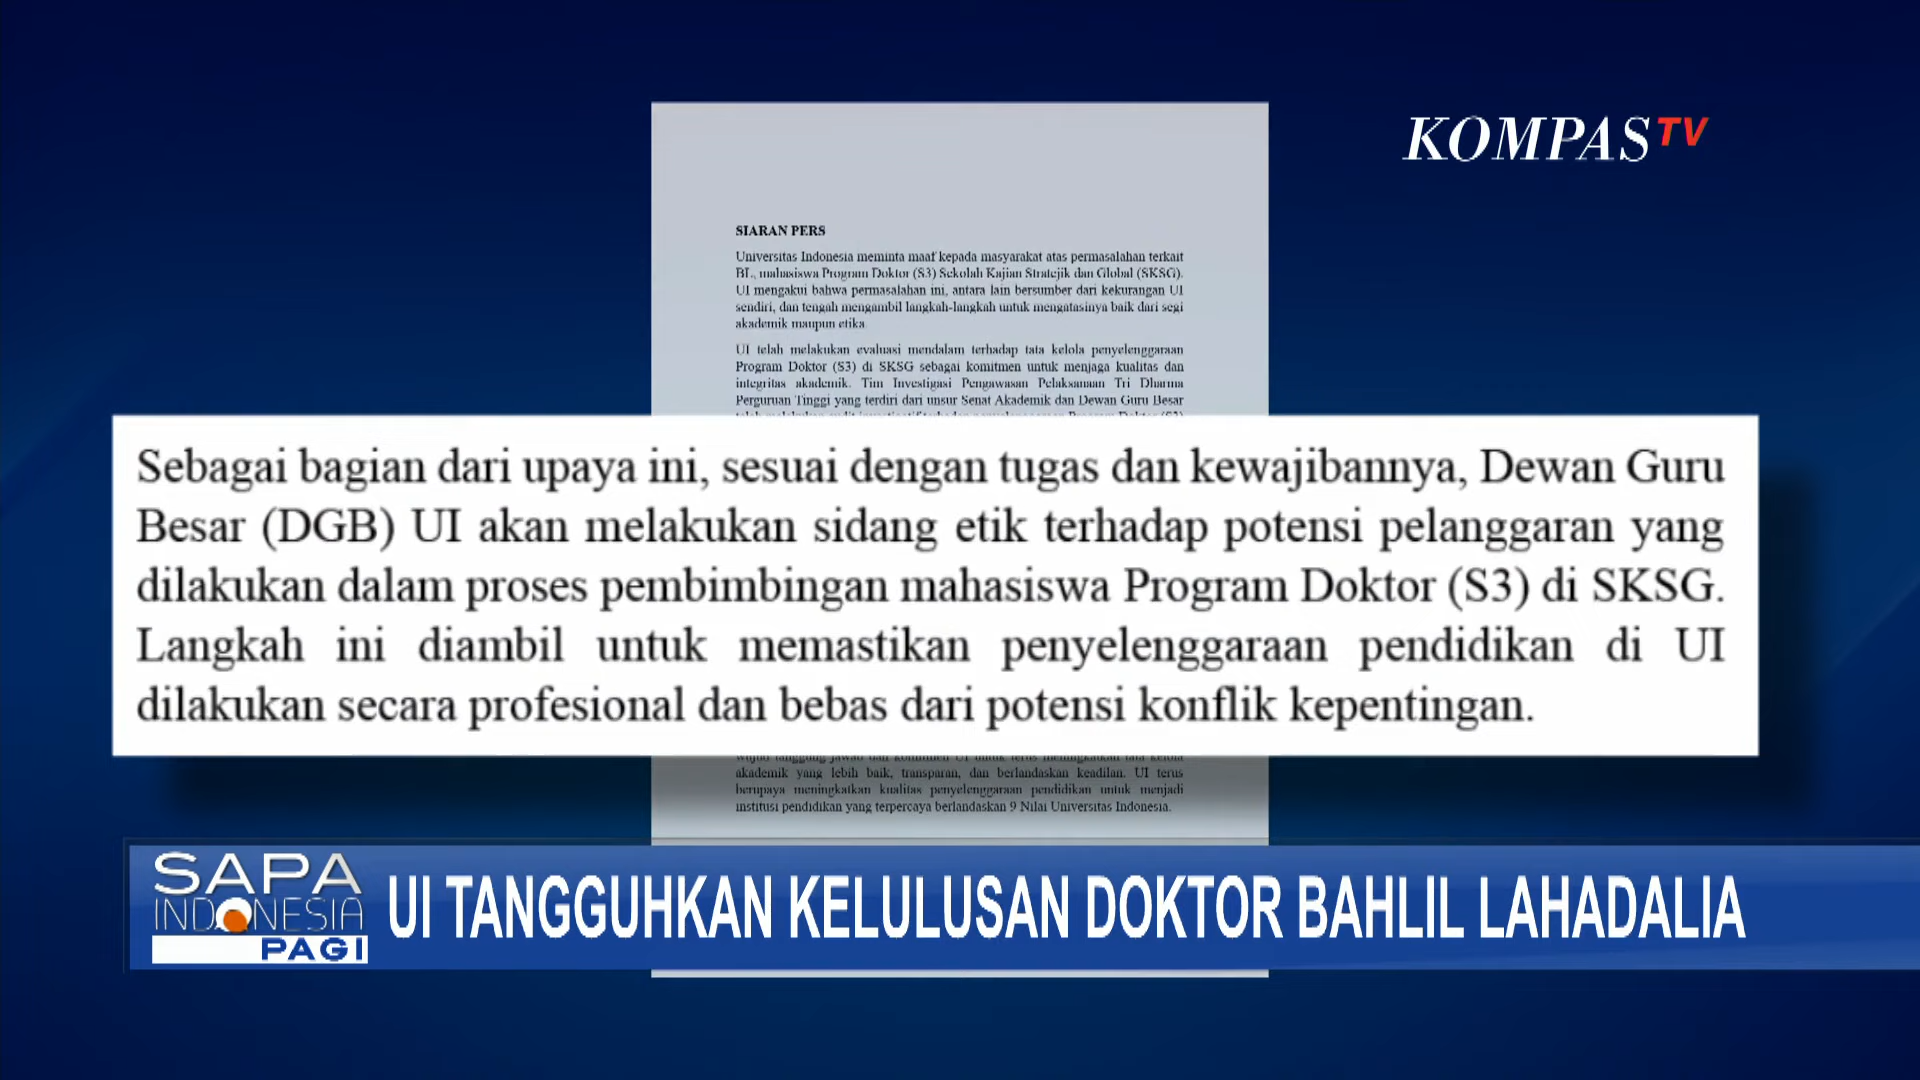 KOMPAS TV
SIARAN PERS
Universitas Indonesia meminta maaf kepada masyarakat atas permasalahan terkait
BL, mahasiswa Program Doktor (S3) Sekolah Kajian Stratejik dan Global (SKSG).
UI mengakui bahwa permasalahan ini, antara lain bersumber dari kekurangan UI
sendiri, dan tengah mengambil langkah-langkah untuk mengatasinya baik dari segi
akademik maupun etika.
UI telah melakukan evaluasi mendalam terhadap tata kelola penyelenggaraan
Program Doktor (S3) di SKSG sebagai komitmen untuk menjaga kualitas dan
integritas akademik. Tim Investigasi Pengawasan Pelaksanaan Tri Dharma
Perguruan Tinggi yang terdiri dari unsur Senat Akademik dan Dewan Guru Besar
Sebagai bagian dari upaya ini, sesuai dengan tugas dan kewajibannya, Dewan Guru
Besar (DGB) UI akan melakukan sidang etik terhadap potensi pelanggaran yang
dilakukan dalam proses pembimbingan mahasiswa Program Doktor (S3) di SKSG.
Langkah ini diambil untuk memastikan penyelenggaraan pendidikan di UI
dilakukan secara profesional dan bebas dari potensi konflik kepentingan.
akademik yang lebih baik, transparan, dan berlandaskan keadilan. UI terus
berupaya meningkatkan kualitas penyelenggaraan pendidikan untuk menjadi
institusi pendidikan yang terpercaya berlandaskan 9 Nilai Universitas Indonesia.
SAPA
INDONESIA
PAGI
UI TANGGUHKAN KELULUSAN DOKTOR BAHLIL LAHADALIA